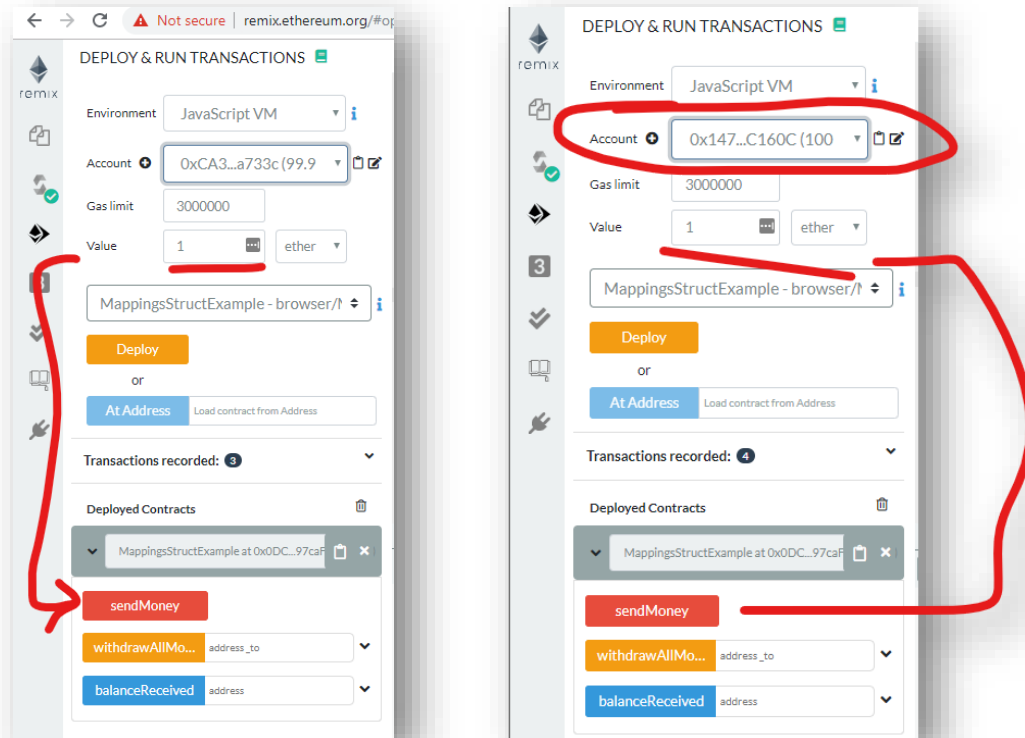 Not secure | remix.ethereum.org/#op
remix
DEPLOY & RUN TRANSACTIONS
Environment JavaScript VM
Account 0xCA3...a733c (99.9
Gas limit 3000000
Value 1 ether
MappingsStructExample - browser/M
Deploy
or
At Address Load contract from Address
Transactions recorded: 3
Deployed Contracts
MappingsStructExample at 0x0DC...97caF
sendMoney
withdrawAllMo... address _to
balanceReceived address
remix
DEPLOY & RUN TRANSACTIONS
Environment JavaScript VM
Account 0x147...C160C (100
Gas limit 3000000
Value 1 ether
3
MappingsStructExample - browser/M
Deploy
or
At Address Load contract from Address
Transactions recorded: 4
Deployed Contracts
MappingsStructExample at 0x0DC...97caF
sendMoney
withdrawAllMo... address _to
balanceReceived address